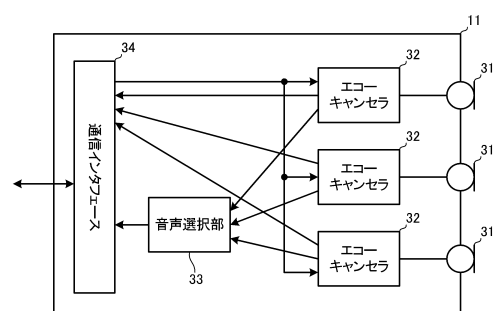 11
34
32
31
エコー
キャンセラ
通信インタフェース
32
31
エコー
キャンセラ
音声選択部
33
32
31
エコー
キャンセラ